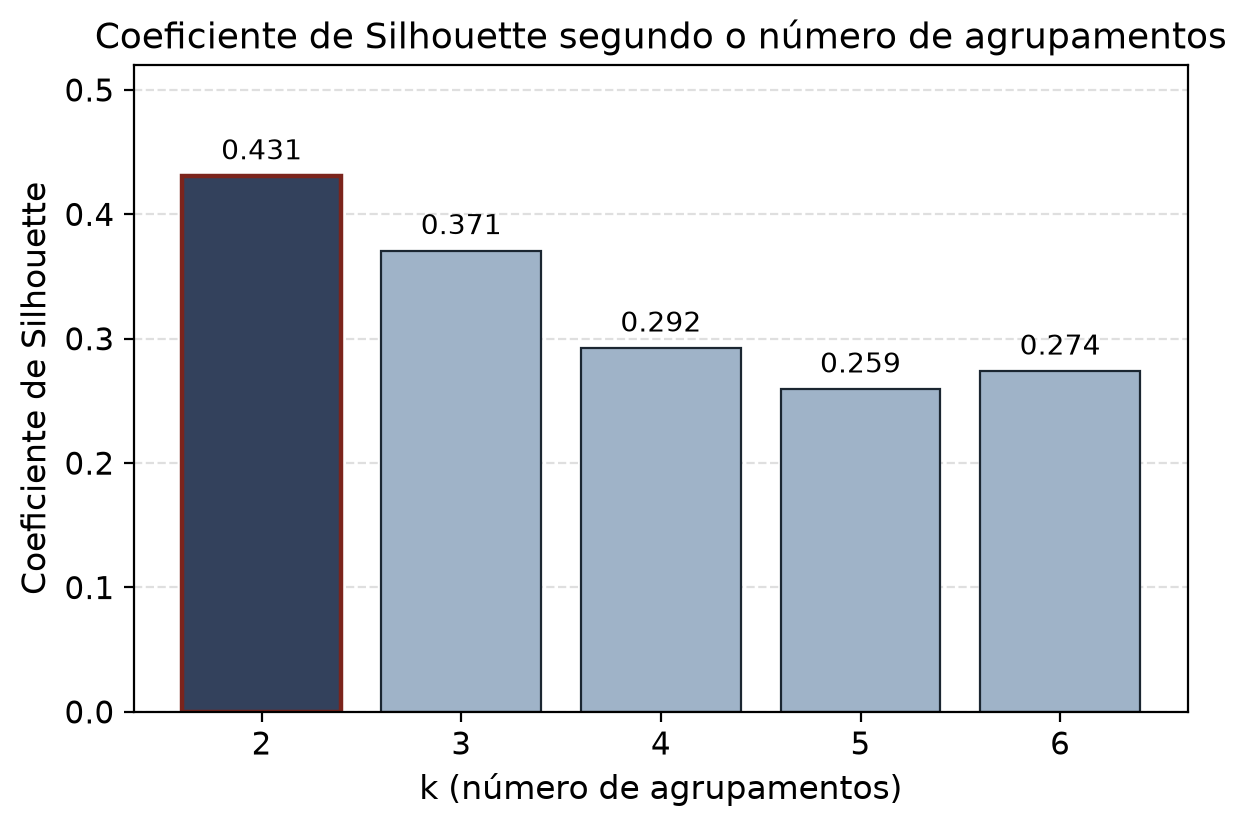 Coeficiente de Silhouette segundo o número de agrupamentos
Coeficiente de Silhouette
0.5
0.4
0.3
0.2
0.1
0.0
0.431
0.371
0.292
0.259
0.274
2 3 4 5 6
k (número de agrupamentos)